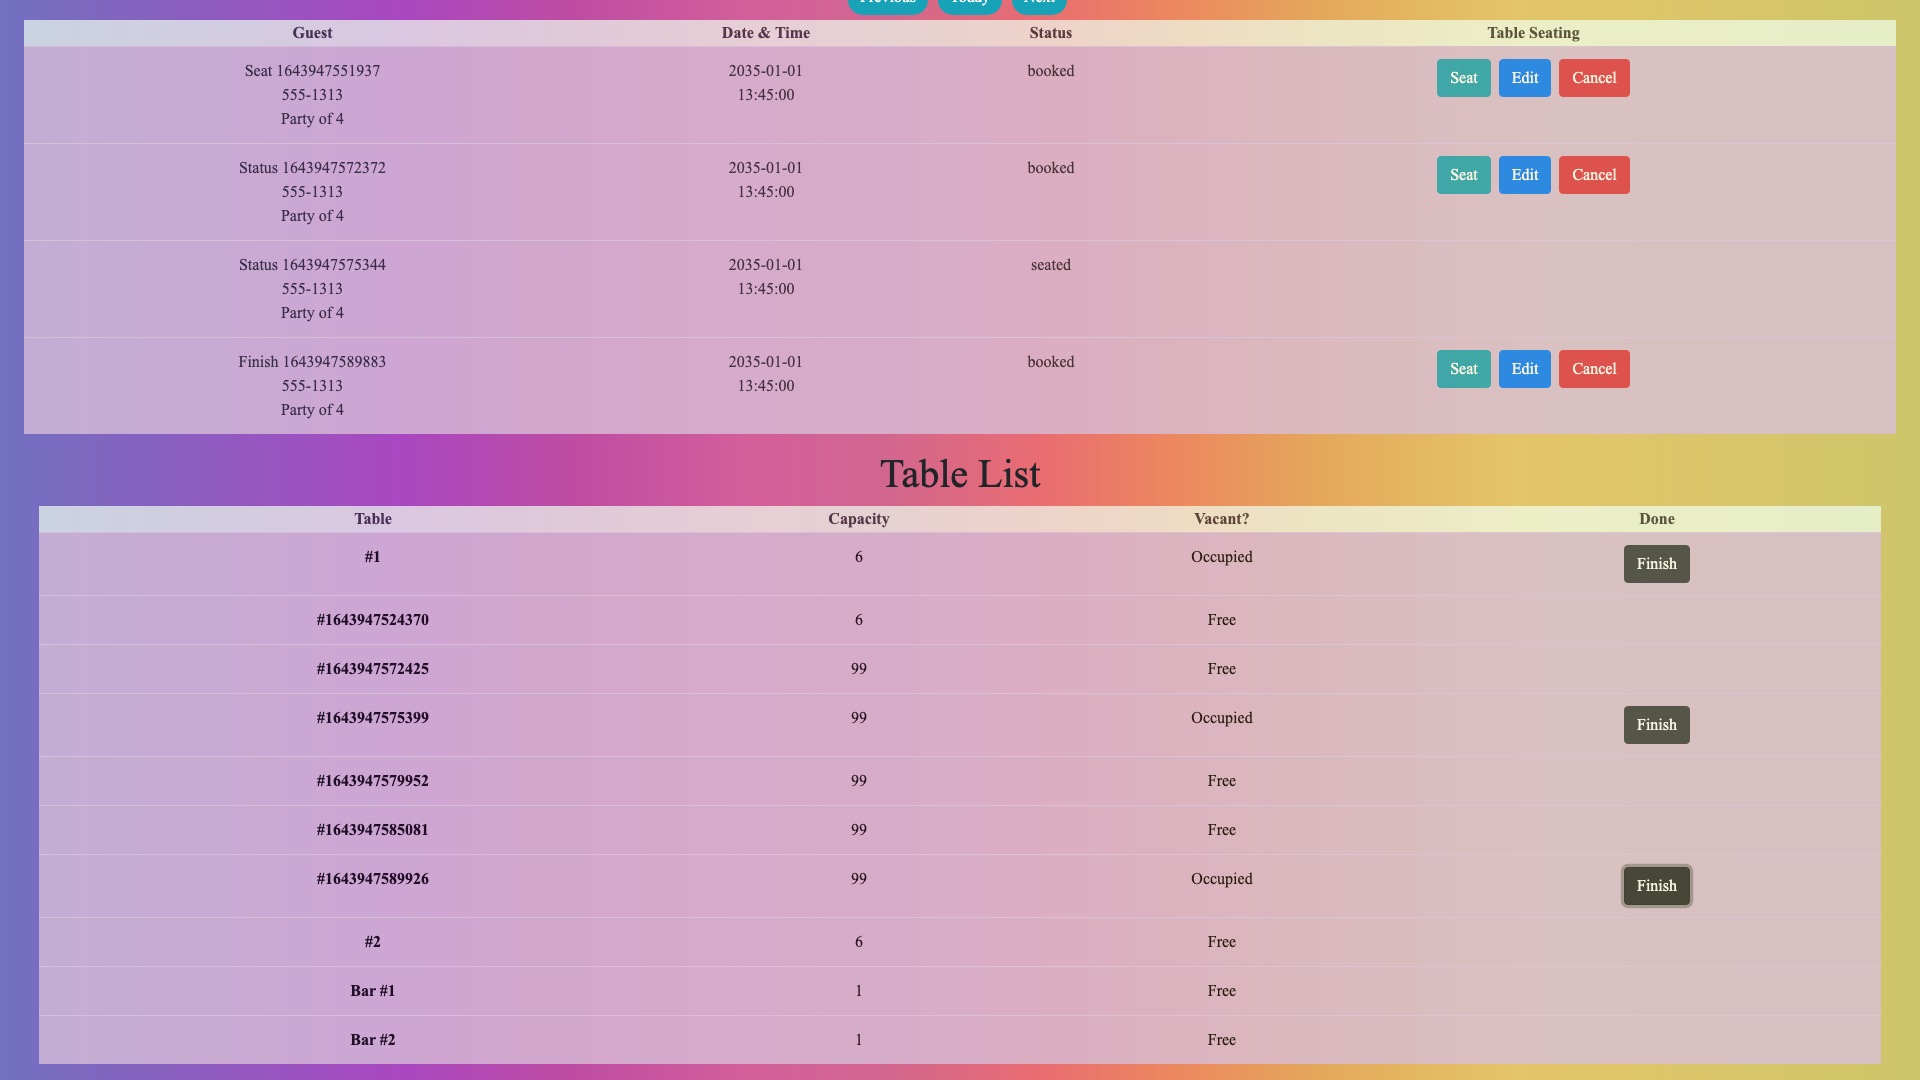 Previous Today Next
Guest Date & Time Status Table Seating
Seat 1643947551937 2035-01-01 booked Seat Edit Cancel
555-1313 13:45:00
Party of 4
Status 1643947572372 2035-01-01 booked Seat Edit Cancel
555-1313 13:45:00
Party of 4
Status 1643947575344 2035-01-01 seated
555-1313 13:45:00
Party of 4
Finish 1643947589883 2035-01-01 booked Seat Edit Cancel
555-1313 13:45:00
Party of 4
Table List
Table Capacity Vacant? Done
#1 6 Occupied Finish
#1643947524370 6 Free
#1643947572425 99 Free
#1643947575399 99 Occupied Finish
#1643947579952 99 Free
#1643947585081 99 Free
#1643947589926 99 Occupied Finish
#2 6 Free
Bar #1 1 Free
Bar #2 1 Free